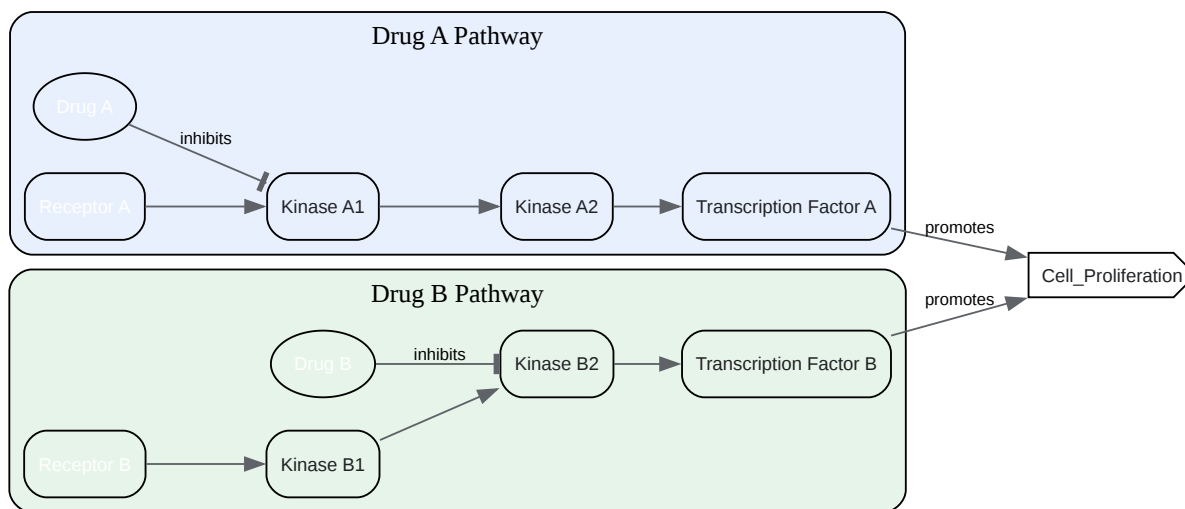 Drug A Pathway
Drug A
inhibits
Receptor A
Kinase A1
Kinase A2
Transcription Factor A
promotes
Cell_Proliferation
Drug B Pathway
promotes
Drug B
inhibits
Kinase B2
Transcription Factor B
Receptor B
Kinase B1